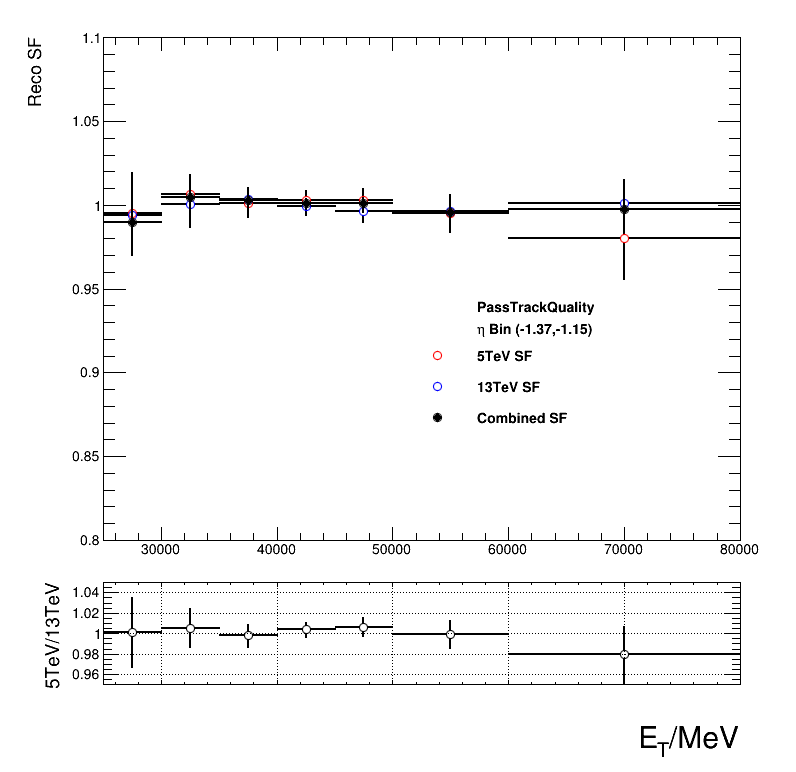 Reco SF
1.1
1.05
1
0.95
0.9
0.85
0.8
PassTrackQuality
η Bin (-1.37,-1.15)
5TeV SF
13TeV SF
Combined SF
30000 40000 50000 60000 70000 80000
5TeV/13TeV
1.04
1.02
1
0.98
0.96
E_T/MeV